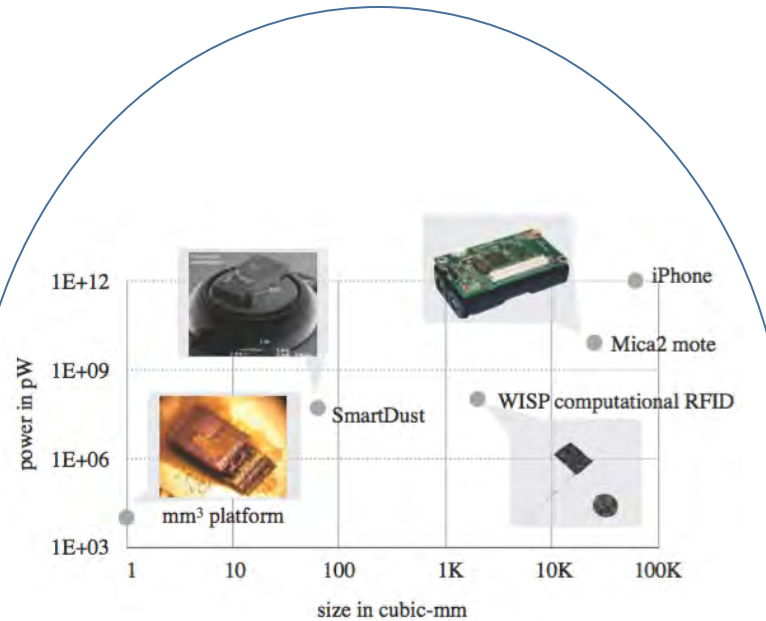 1E+12
1E+09
1E+06
1E+03
power in pW
iPhone
Mica2 mote
SmartDust
WISP computational RFID
mm³ platform
1
10
100
1K
10K
100K
size in cubic-mm